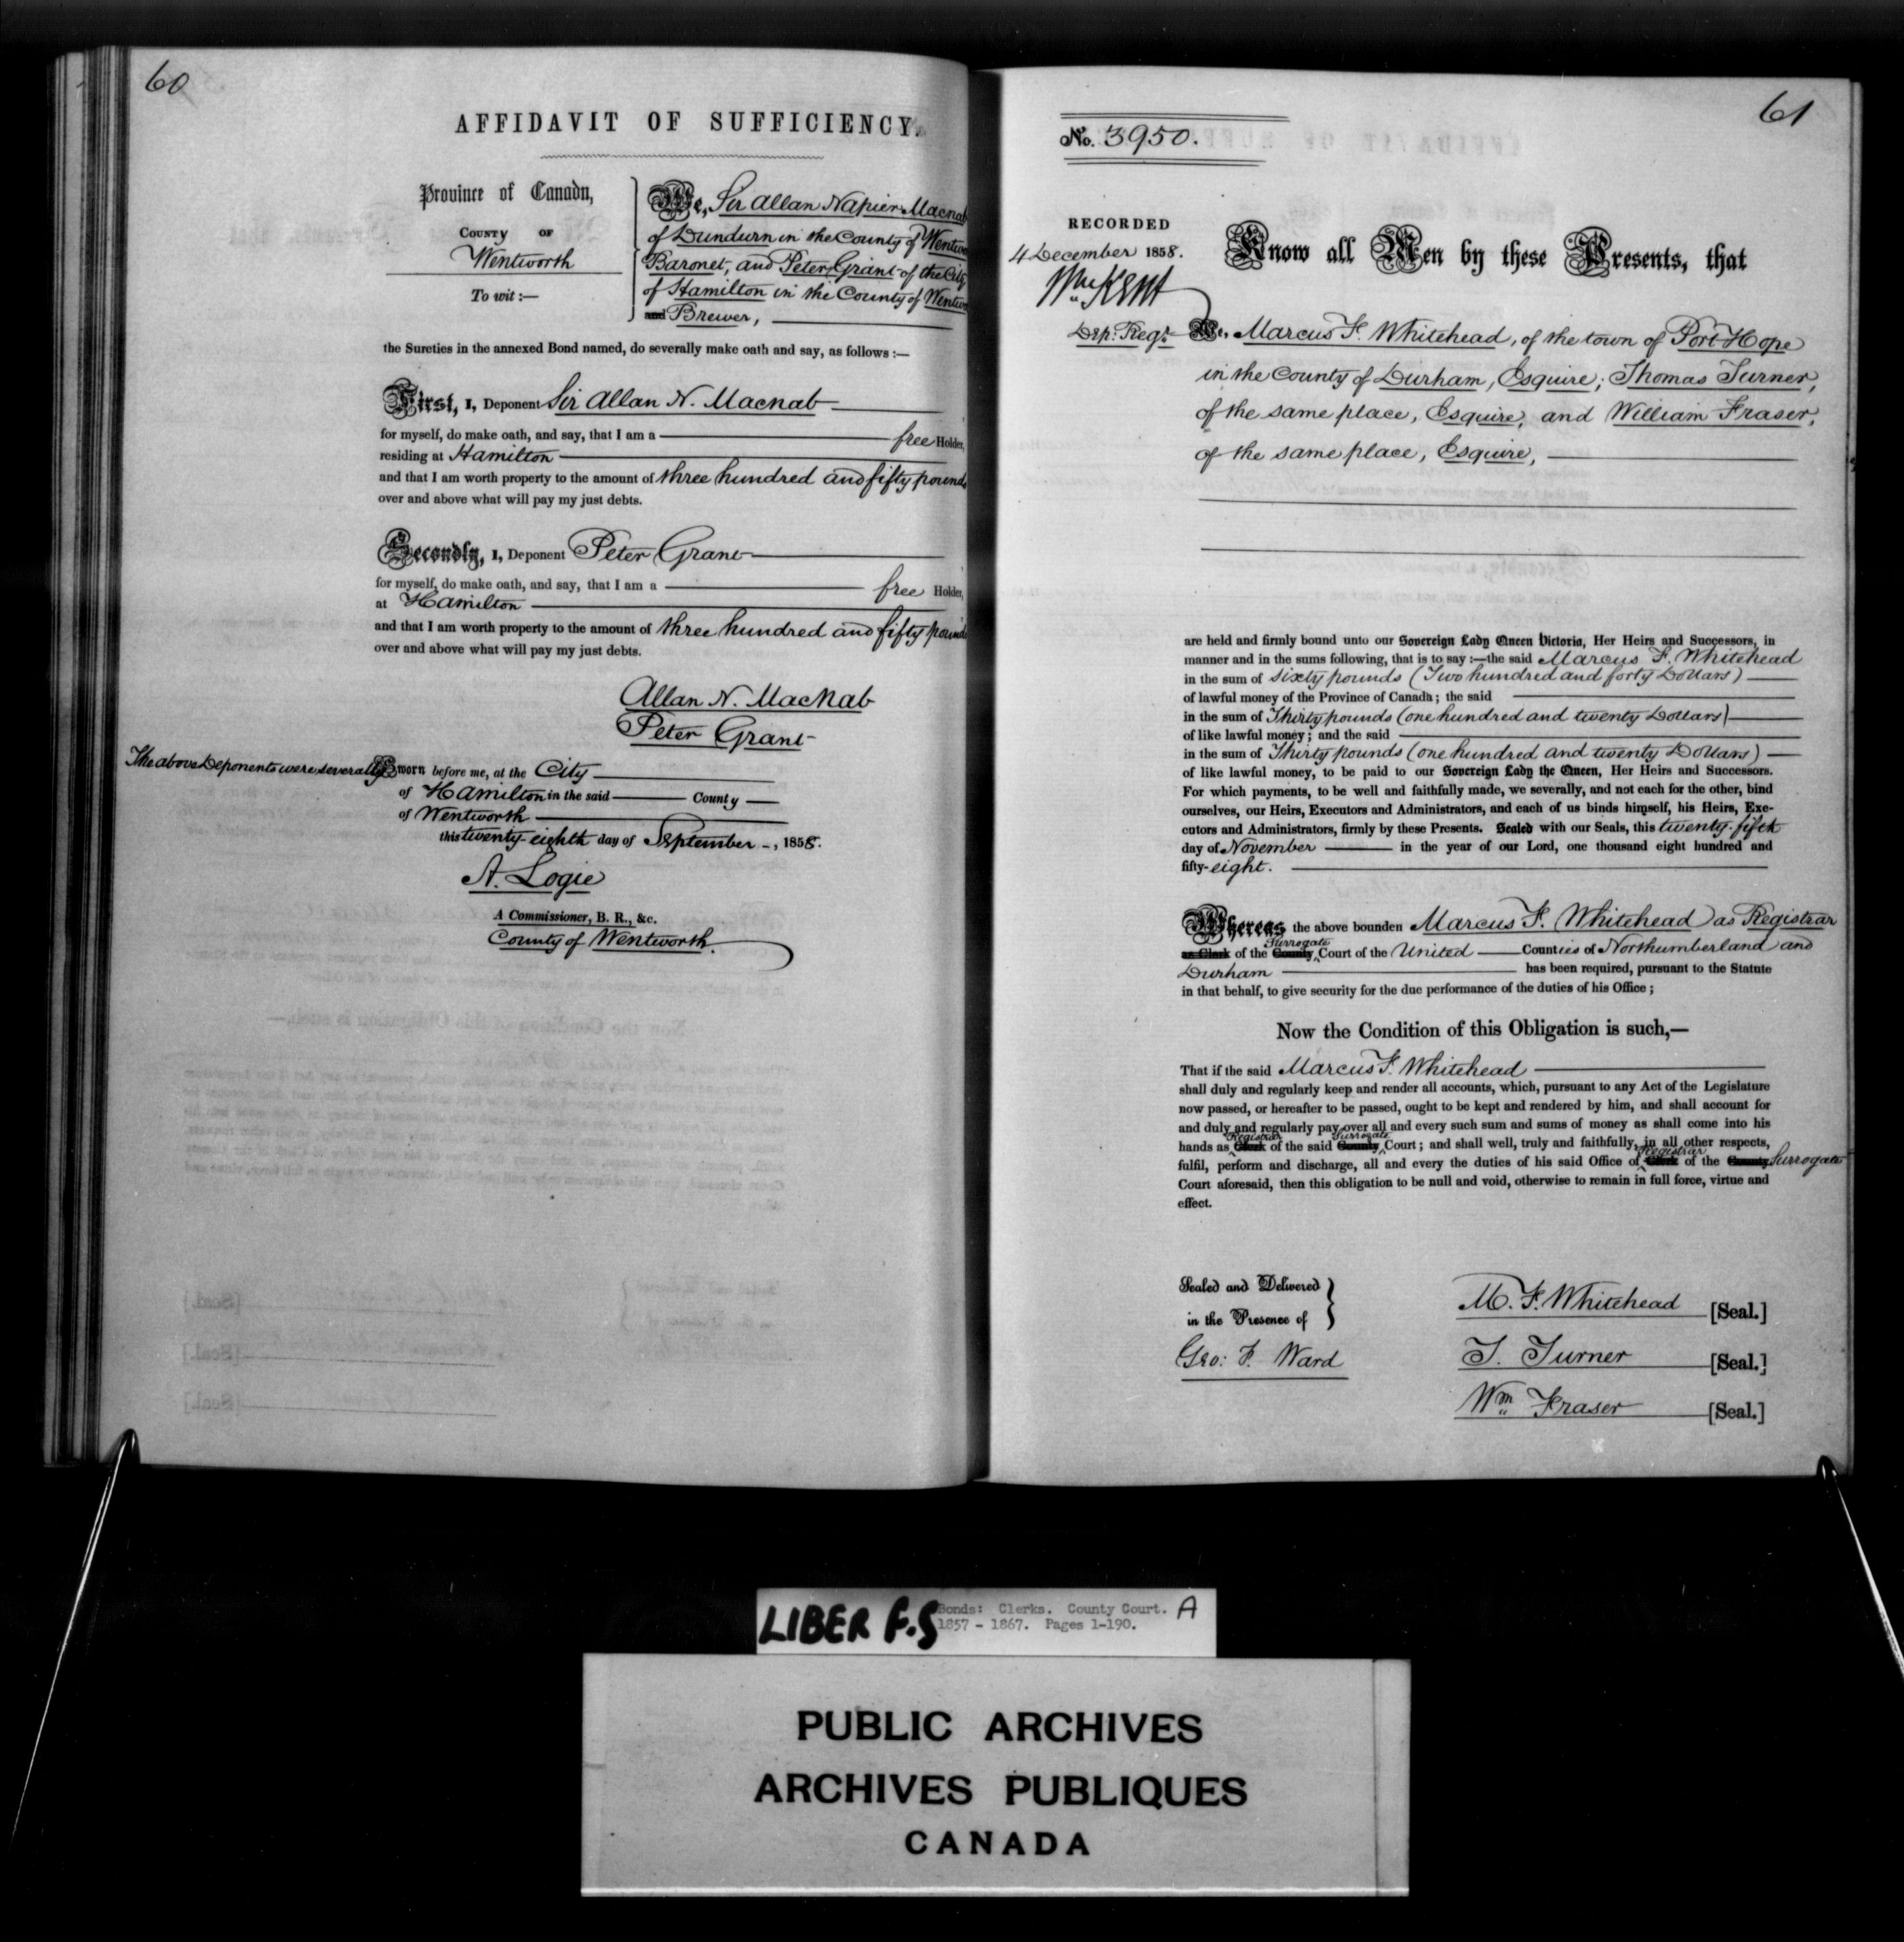 60
AFFIDAVIT OF SUFFICIENCY.
Province of Canada,
COUNTY OF
Wentworth
To wit :—
We, Sir Allan Napier Macnab
of Dundurn in the County of Wentwo
Baronet, and Peter Grant of the City
of Hamilton in the County of Wentwo
and Brewer,
the Sureties in the annexed Bond named, do severally make oath and say, as follows :—
First, I, Deponent Sir Allan N. Macnab
for myself, do make oath, and say, that I am a free Holder,
residing at Hamilton
and that I am worth property to the amount of three hundred and fifty pounds
over and above what will pay my just debts.
Secondly, I, Deponent Peter Grant
for myself, do make oath, and say, that I am a free Holder,
at Hamilton
and that I am worth property to the amount of three hundred and fifty pounds
over and above what will pay my just debts.
Allan N. MacNab
Peter Grant
The above Deponents were severally Sworn before me, at the City
of Hamilton in the said County
of Wentworth
this twenty-eighth day of September, 1858.
A. Logie
A Commissioner, B. R., &c.
County of Wentworth.
61
No. 3950.
RECORDED
4 December 1858.
Wm Kent
Dep: Regr
Know all Men by these Presents, that
We, Marcus F. Whitehead, of the town of Port Hope
in the County of Durham, Esquire; Thomas Turner,
of the same place, Esquire, and William Fraser,
of the same place, Esquire,
are held and firmly bound unto our Sovereign Lady Queen Victoria, Her Heirs and Successors, in
manner and in the sums following, that is to say :—the said Marcus F. Whitehead
in the sum of sixty pounds (Two hundred and forty Dollars)
of lawful money of the Province of Canada; the said
in the sum of Thirty pounds (one hundred and twenty Dollars)
of like lawful money; and the said
in the sum of Thirty pounds (one hundred and twenty Dollars)
of like lawful money, to be paid to our Sovereign Lady the Queen, Her Heirs and Successors.
For which payments, to be well and faithfully made, we severally, and not each for the other, bind
ourselves, our Heirs, Executors and Administrators, and each of us binds himself, his Heirs, Exe-
cutors and Administrators, firmly by these Presents. Sealed with our Seals, this twenty-fifth
day of November in the year of our Lord, one thousand eight hundred and
fifty-eight.
Whereas the above bounden Marcus F. Whitehead as Registrar
as Clerk of the County Surrogate Court of the United Counties of Northumberland and
Durham has been required, pursuant to the Statute
in that behalf, to give security for the due performance of the duties of his Office;
Now the Condition of this Obligation is such,—
That if the said Marcus F. Whitehead
shall duly and regularly keep and render all accounts, which, pursuant to any Act of the Legislature
now passed, or hereafter to be passed, ought to be kept and rendered by him, and shall account for
and duly and regularly pay over all and every such sum and sums of money as shall come into his
hands as Registrar Clerk of the said County Surrogate Court; and shall well, truly and faithfully, in all other respects,
fulfil, perform and discharge, all and every the duties of his said Office of Registrar Clerk of the County Surrogate
Court aforesaid, then this obligation to be null and void, otherwise to remain in full force, virtue and
effect.
Sealed and Delivered
in the Presence of
Geo: F. Ward
M. F. Whitehead [Seal.]
T. Turner [Seal.]
Wm Fraser [Seal.]
LIBER F.S
Bonds: Clerks. County Court. A
1857 - 1867. Pages 1-190.
PUBLIC ARCHIVES
ARCHIVES PUBLIQUES
CANADA